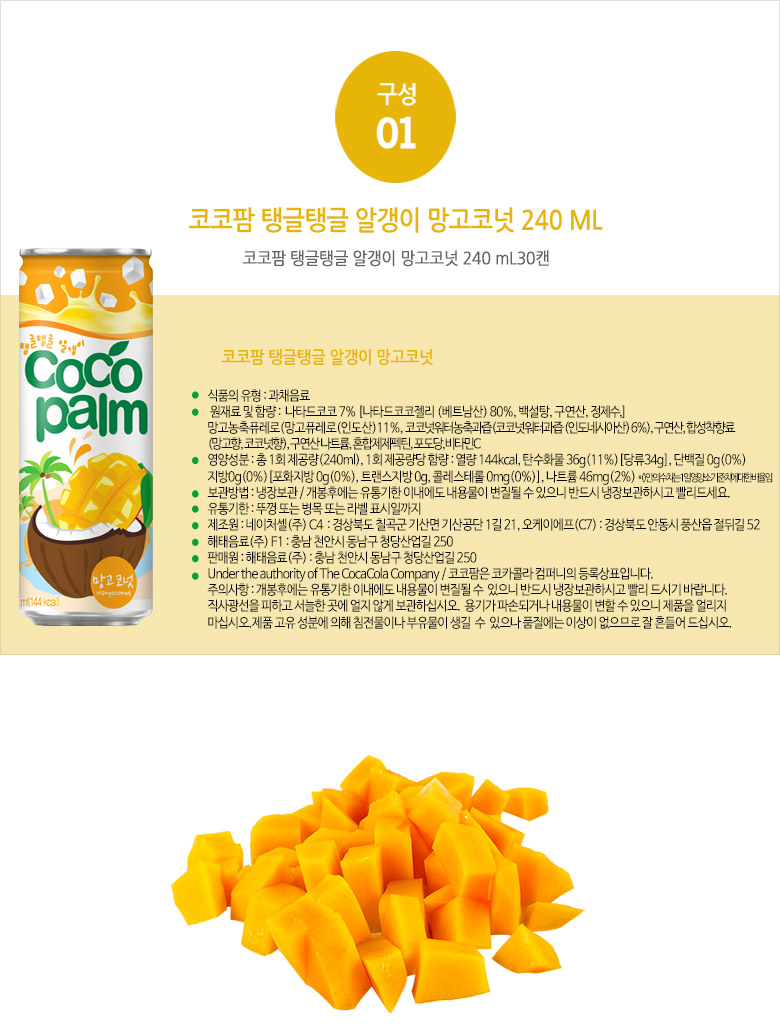 구성
01
코코팜 탱글탱글 알갱이 망고코넛 240 ML
코코팜 탱글탱글 알갱이 망고코넛 240 mL30캔
탱글탱글 알갱이
coco
palm
망고코넛
Mangoconut
ml(144 kcal)
코코팜 탱글탱글 알갱이 망고코넛
식품의 유형 : 과채음료
원재료 및 함량 : 나타드코코 7% [나타드코코젤리 (베트남산) 80%, 백설탕, 구연산, 정제수,]
망고농축퓨레로 (망고퓨레로 (인도산) 11%, 코코넛워터농축과즙 (코코넛워터과즙 (인도네시아산) 6%), 구연산, 합성착향료
(망고향, 코코넛향), 구연산나트륨, 혼합제제펙틴, 포도당, 비타민C
영양성분 : 총 1회 제공량 (240ml), 1회 제공량당 함량 : 열량 144kcal, 탄수화물 36g (11%) [당류34g], 단백질 0g (0%)
지방0g (0%) [포화지방 0g (0%), 트랜스지방 0g, 콜레스테롤 0mg (0%)], 나트륨 46mg (2%) *()안의수치는1일영양소기준치에대한비율임
보관방법 : 냉장보관 / 개봉후에는 유통기한 이내에도 내용물이 변질될 수 있으니 반드시 냉장보관하시고 빨리드세요.
유통기한 : 뚜껑 또는 병목 또는 라벨 표시일까지
제조원 : 네이처셀(주) C4 : 경상북도 칠곡군 기산면 기산공단 1길 21, 오케이에프(C7) : 경상북도 안동시 풍산읍 절뒤길 52
해태음료(주) F1 : 충남 천안시 동남구 청당산업길 250
판매원 : 해태음료(주) : 충남 천안시 동남구 청당산업길 250
Under the authority of The CocaCola Company / 코코팜은 코카콜라 컴퍼니의 등록상표입니다.
주의사항 : 개봉후에는 유통기한 이내에도 내용물이 변질될 수 있으니 반드시 냉장보관하시고 빨리 드시기 바랍니다.
직사광선을 피하고 서늘한 곳에 얼지 않게 보관하십시오. 용기가 파손되거나 내용물이 변할 수 있으니 제품을 얼리지
마십시오.제품 고유 성분에 의해 침전물이나 부유물이 생길 수 있으나 품질에는 이상이 없으므로 잘 흔들어 드십시오.